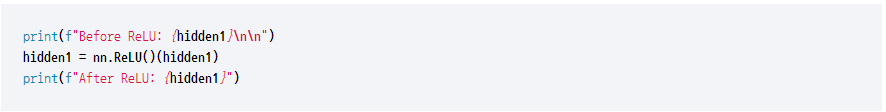 print(f"Before ReLU: {hidden1}\n\n")
hidden1 = nn.ReLU()(hidden1)
print(f"After ReLU: {hidden1}")